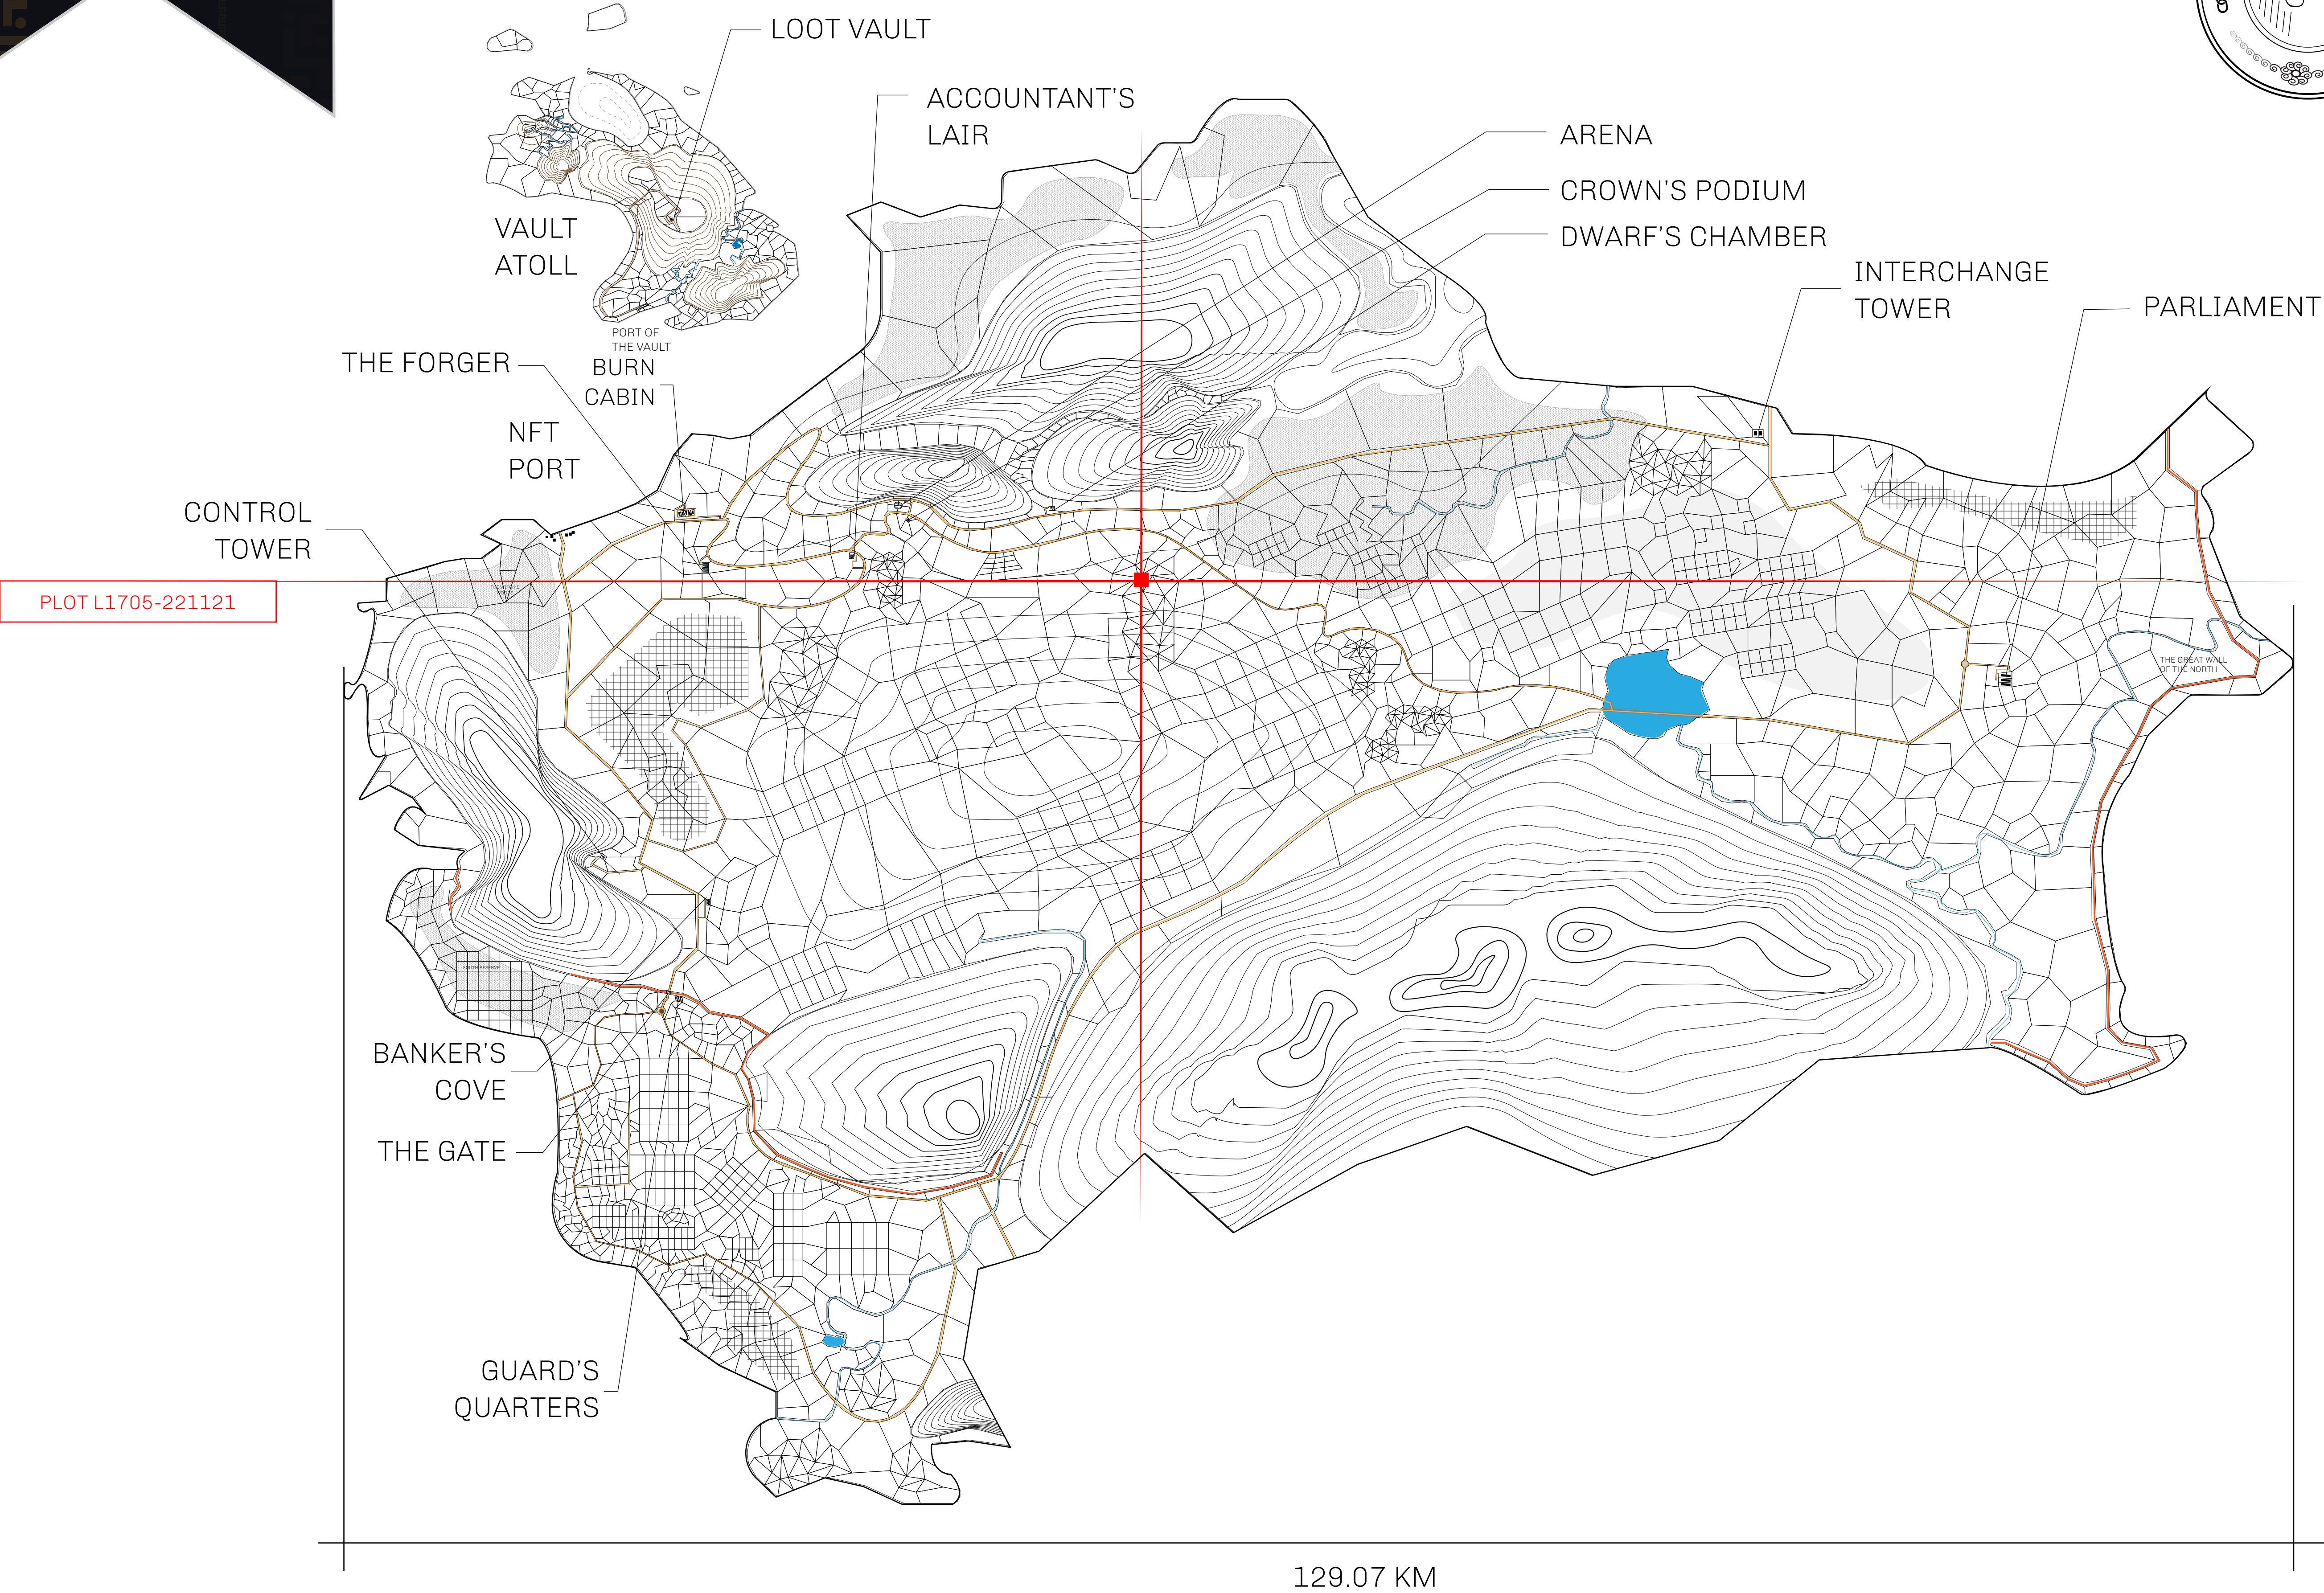 LOOT VAULT
ACCOUNTANT'S
LAIR
ARENA
CROWN'S PODIUM
DWARF'S CHAMBER
INTERCHANGE
TOWER
PARLIAMENT
VAULT
ATOLL
PORT OF
THE VAULT
THE FORGER
BURN
CABIN
NFT
PORT
CONTROL
TOWER
PLOT L1705-221121
THE GREAT WALL
OF THE NORTH
SOUTH RESERVE
BANKER'S
COVE
THE GATE
GUARD'S
QUARTERS
129.07 KM